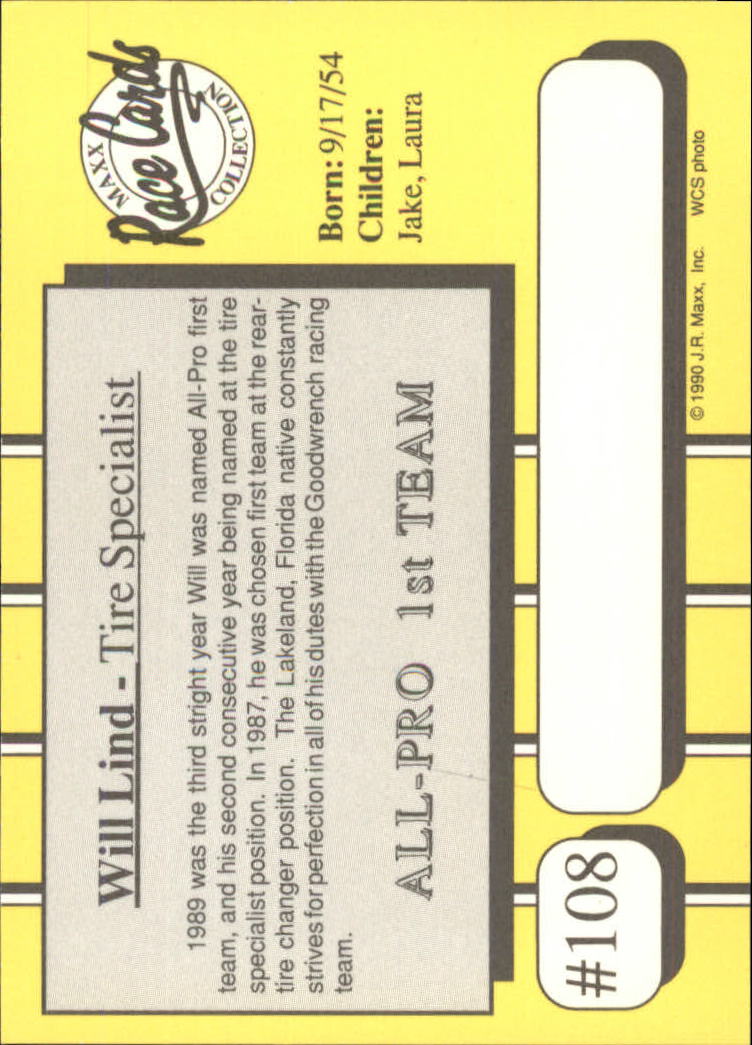 Will Lind - Tire Specialist
1989 was the third stright year Will was named All-Pro first
team, and his second consecutive year being named at the tire
specialist position. In 1987, he was chosen first team at the rear-
tire changer position. The Lakeland, Florida native constantly
strives for perfection in all of his dutes with the Goodwrench racing
team.
ALL-PRO 1st TEAM
MAXX
Race Cards
COLLECTION
Born: 9/17/54
Children:
Jake, Laura
#108
© 1990 J.R. Maxx, Inc. WCS photo